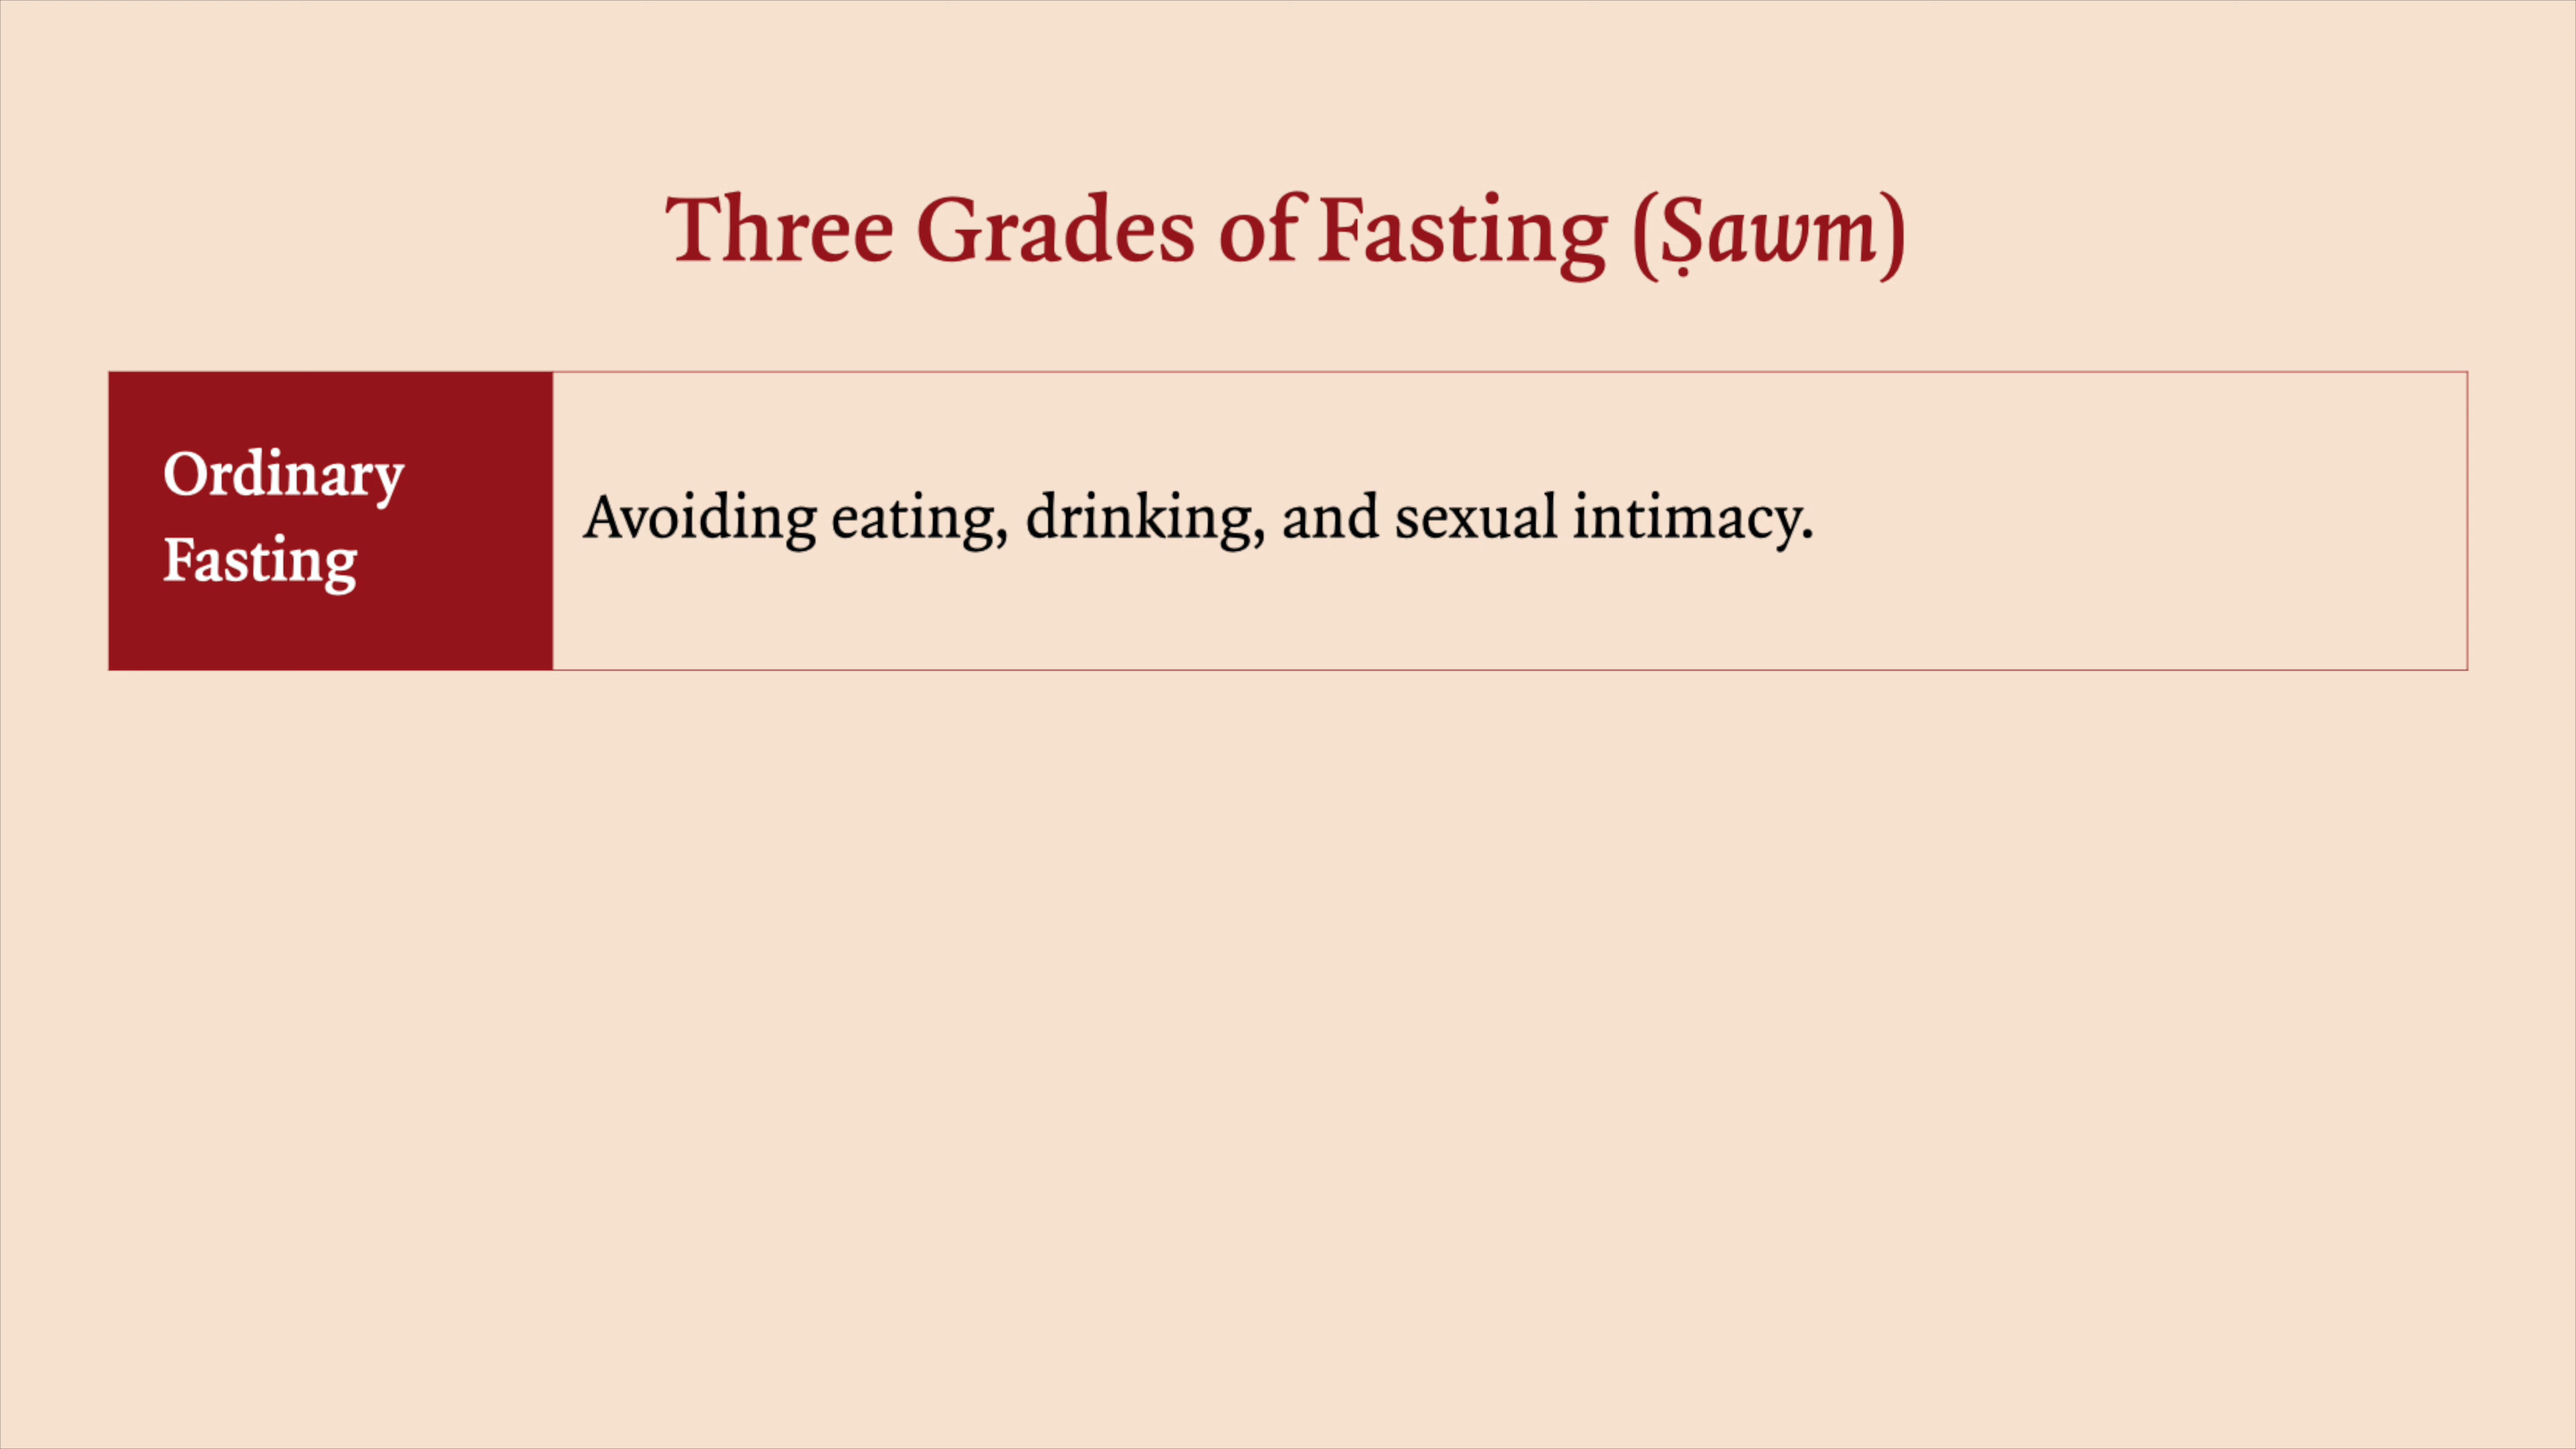 Three Grades of Fasting (Ṣawm)
Ordinary
Fasting
Avoiding eating, drinking, and sexual intimacy.